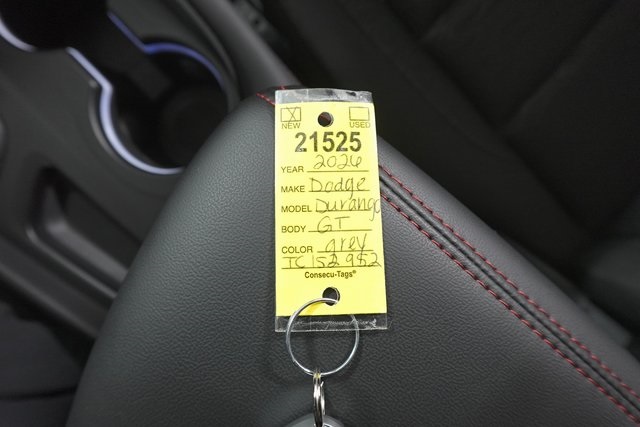 X
NEW USED
21525
YEAR 2026
MAKE Dodge
MODEL Durango
BODY GT
COLOR grey
TC152952
Consecu-Tags®